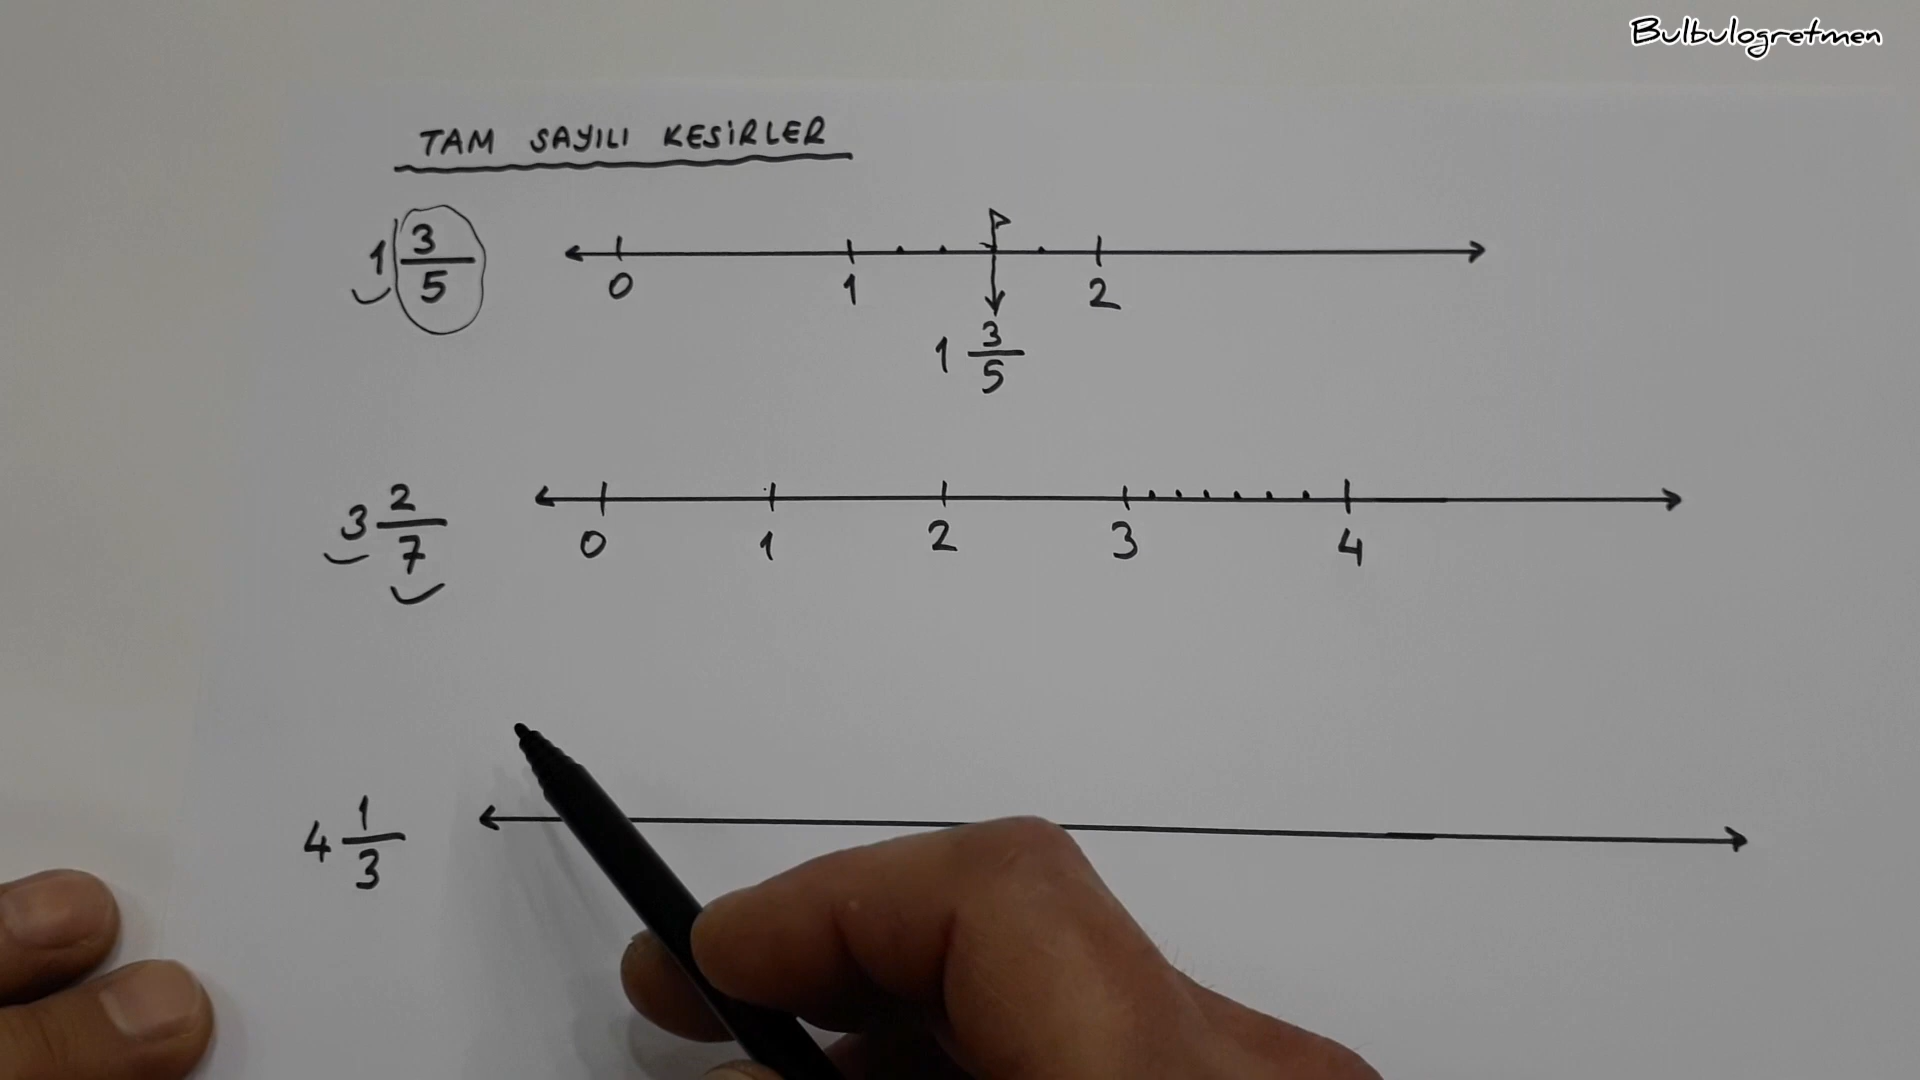 Bulbulogretmen
TAM SAYILI KESİRLER
1 3/5
0 1 2
1 3/5
3 2/7
0 1 2 3 4
4 1/3